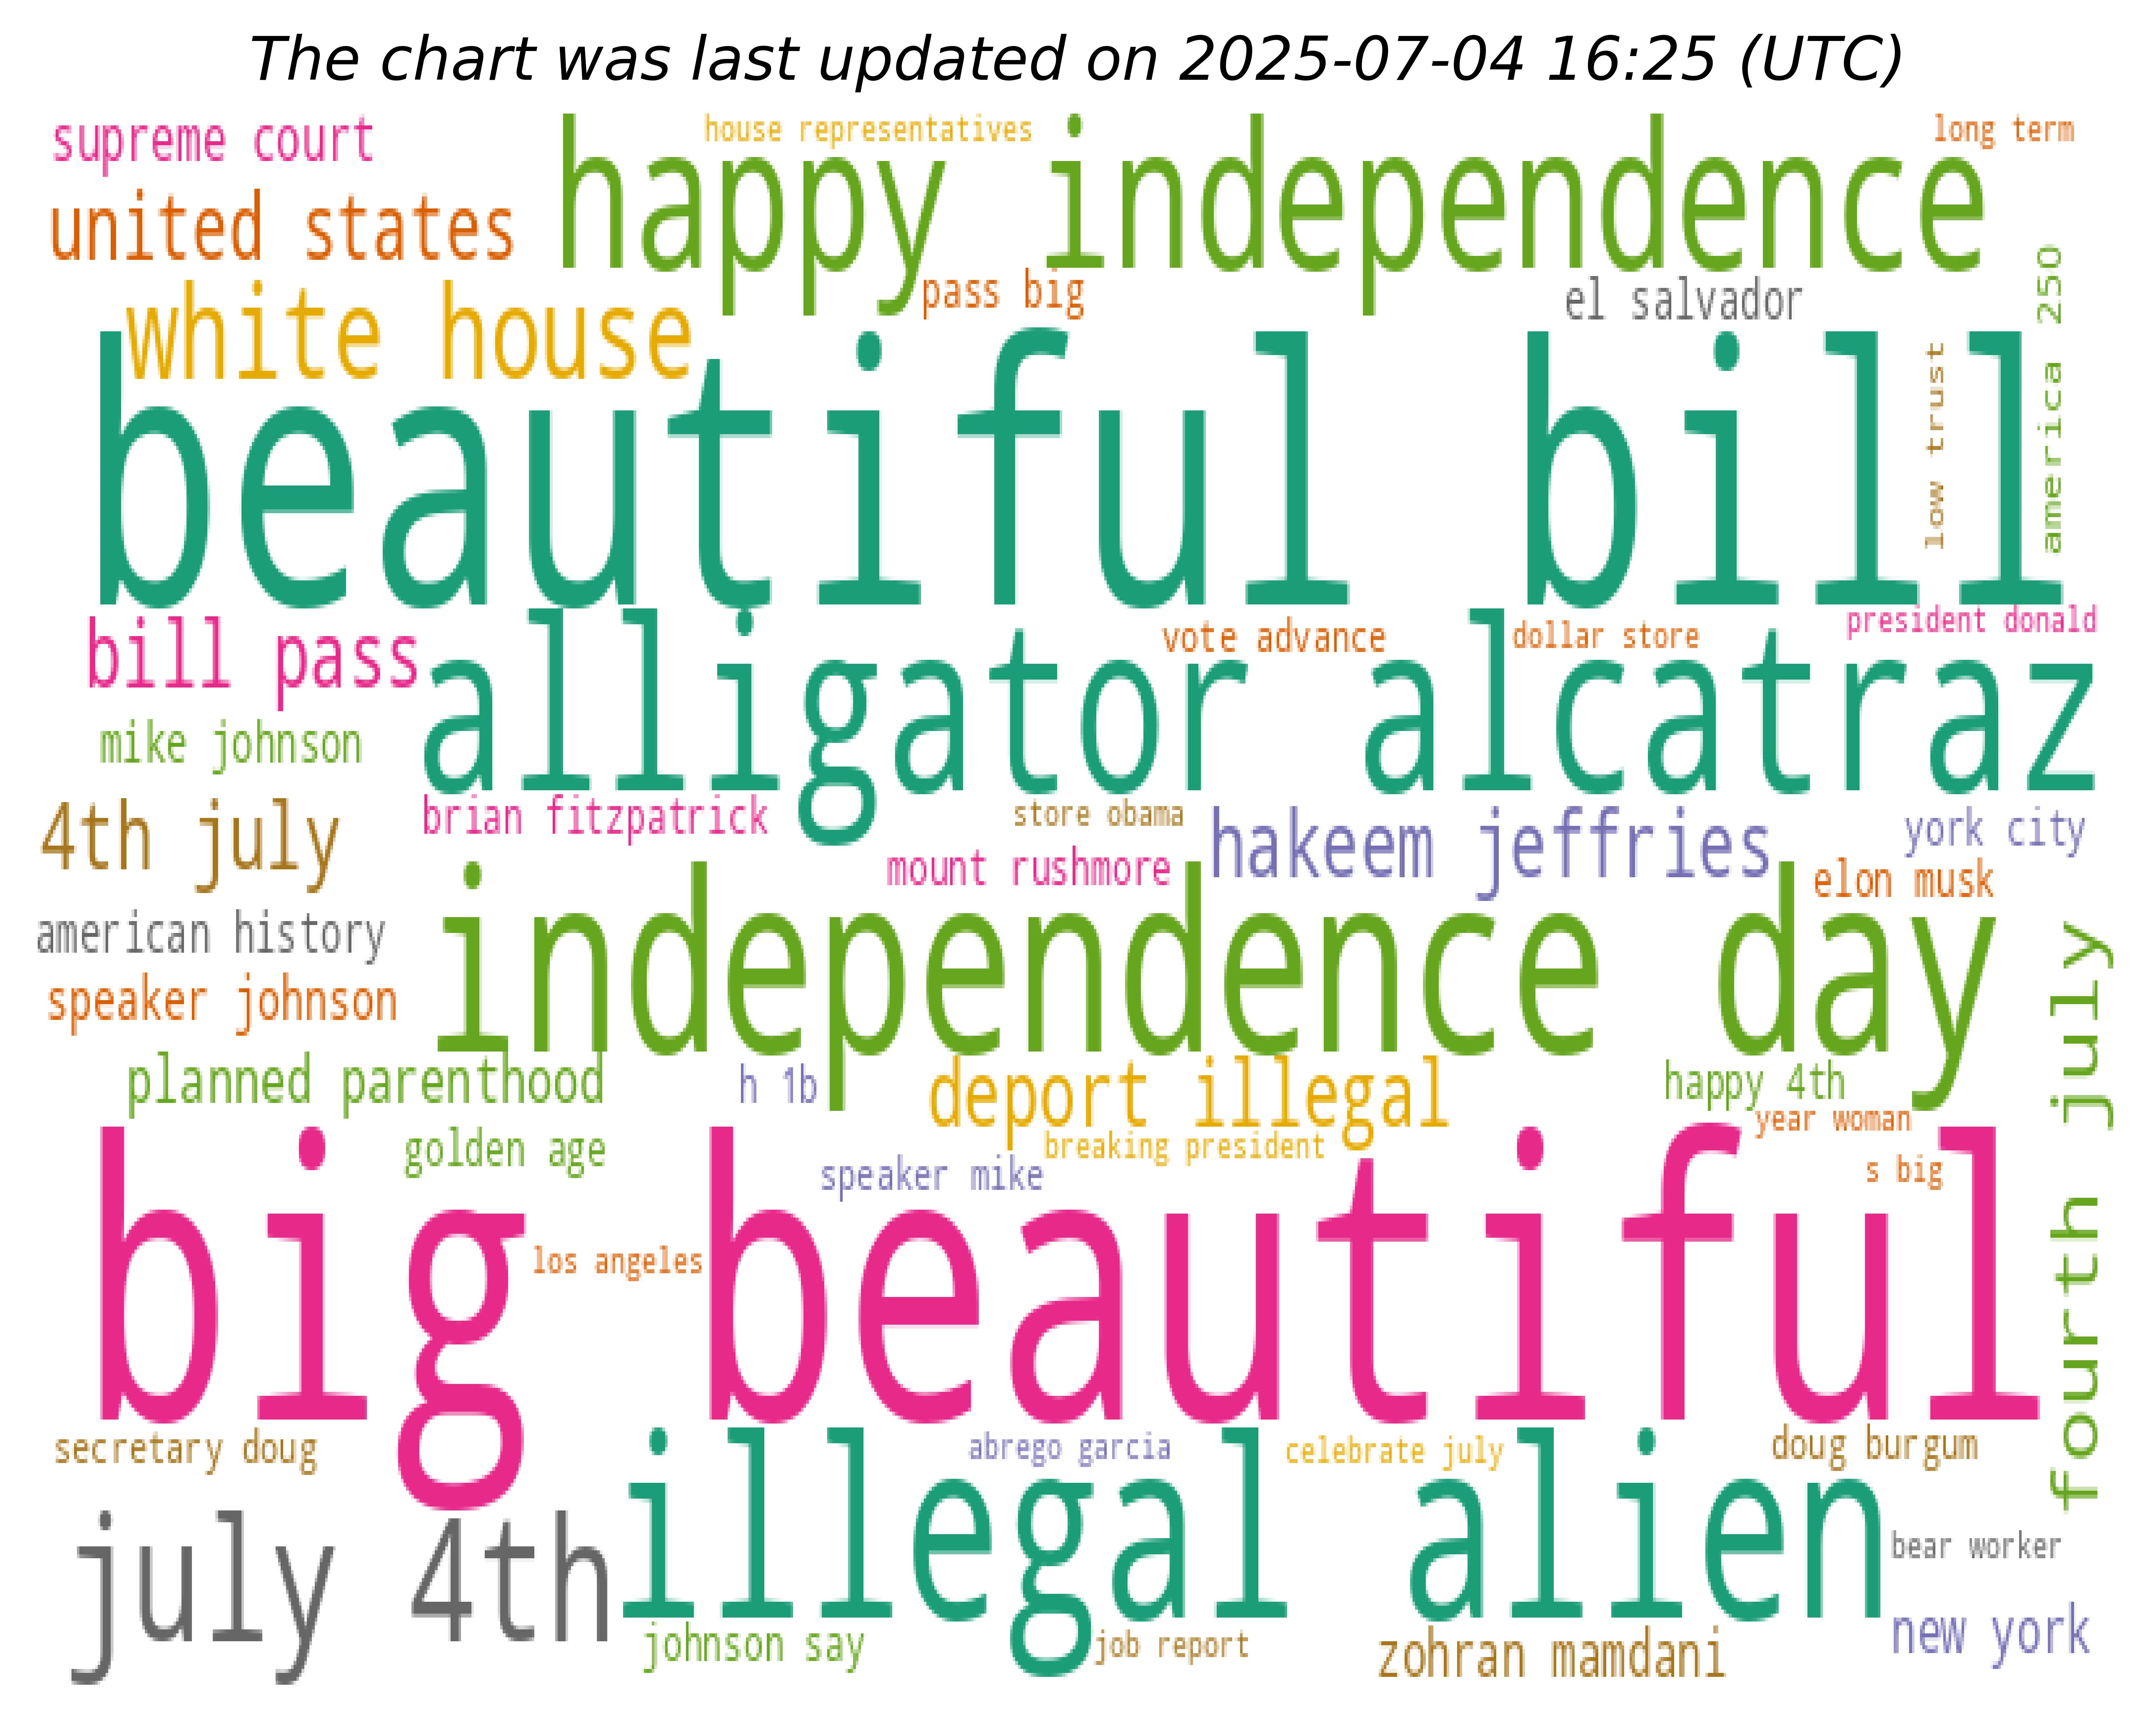 The chart was last updated on 2025-07-04 16:25 (UTC)
supreme court
house representatives
long term
happy independence
united states
pass big
el salvador
america 250
white house
low trust
beautiful bill
bill pass
vote advance
dollar store
president donald
alligator alcatraz
mike johnson
4th july
brian fitzpatrick
store obama
hakeem jeffries
york city
mount rushmore
elon musk
american history
independence day
fourth july
speaker johnson
planned parenthood
h 1b
deport illegal
happy 4th
year woman
golden age
breaking president
speaker mike
s big
big beautiful
los angeles
secretary doug
abrego garcia
celebrate july
doug burgum
july 4th
illegal alien
bear worker
johnson say
job report
zohran mamdani
new york